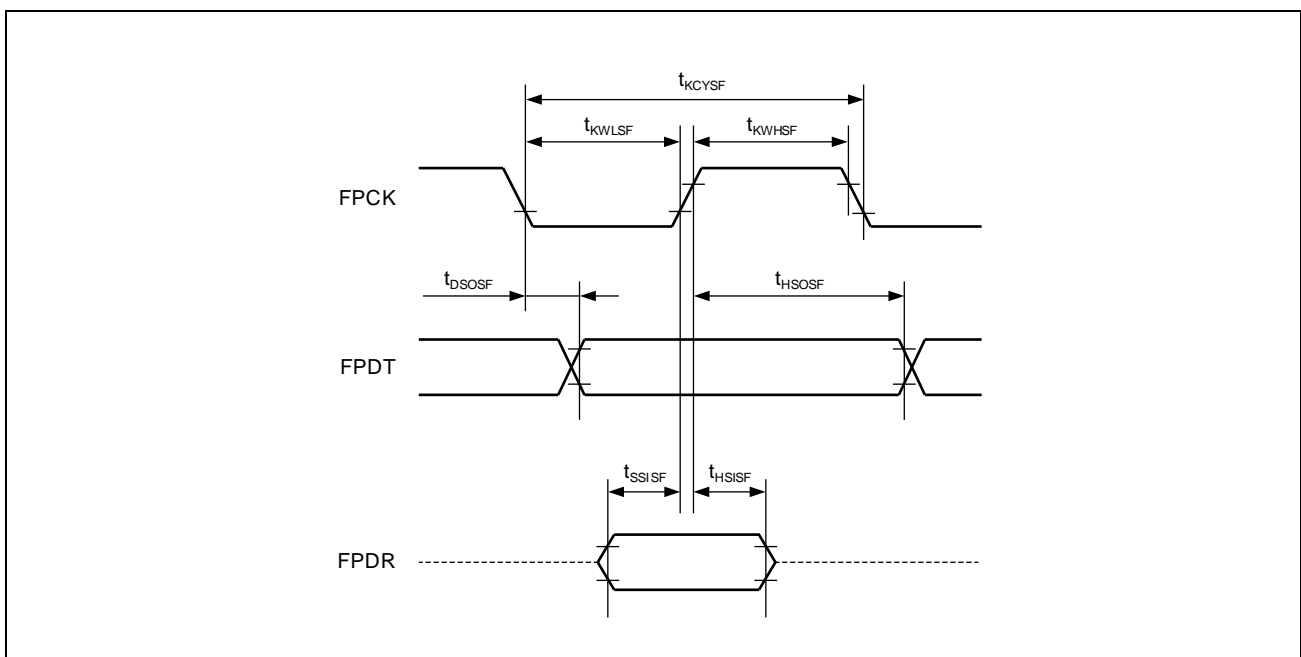 tKCYSF
tKWLSF tKWHSF
FPCK
tDSOSF tHSOSF
FPDT
tSSISF tHSISF
FPDR